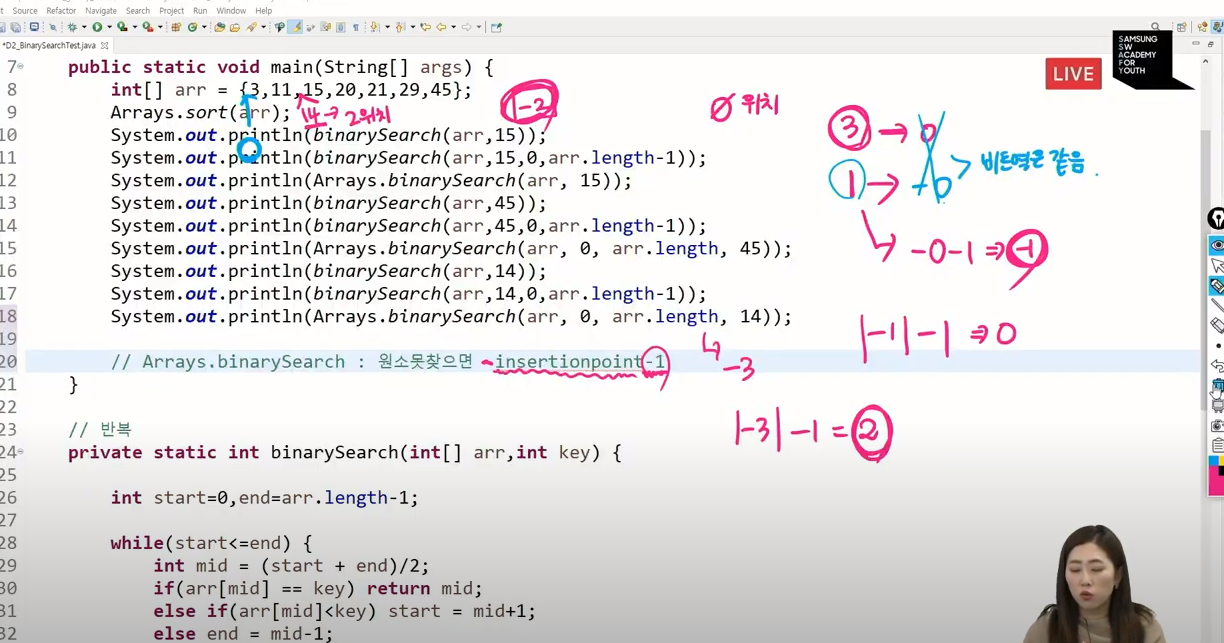 it Source Refactor Navigate Search Project Run Window Help
*D2_BinarySearchTest.java
LIVE
SAMSUNG
SW
ACADEMY
FOR
YOUTH
7 public static void main(String[] args) {
8 int[] arr = {3,11,15,20,21,29,45};
9 Arrays.sort(arr);
14 → 2위치
|-2
0 위치
10 System.out.println(binarySearch(arr,15));
11 System.out.println(binarySearch(arr,15,0,arr.length-1));
12 System.out.println(Arrays.binarySearch(arr, 15));
13 System.out.println(binarySearch(arr,45));
14 System.out.println(binarySearch(arr,45,0,arr.length-1));
15 System.out.println(Arrays.binarySearch(arr, 0, arr.length, 45));
16 System.out.println(binarySearch(arr,14));
17 System.out.println(binarySearch(arr,14,0,arr.length-1));
18 System.out.println(Arrays.binarySearch(arr, 0, arr.length, 14));
19
20 // Arrays.binarySearch : 원소못찾으면 -insertionpoint-1
21 }
22
23 // 반복
24 private static int binarySearch(int[] arr,int key) {
25
26 int start=0,end=arr.length-1;
27
28 while(start<=end) {
29 int mid = (start + end)/2;
30 if(arr[mid] == key) return mid;
31 else if(arr[mid]<key) start = mid+1;
32 else end = mid-1;
0
3 → 0
1 → -0
> 비트열은 같음.
↳ -0-1 ⇒ -1
|-1|-1 ⇒ 0
↳ -3
|-3|-1 = 2